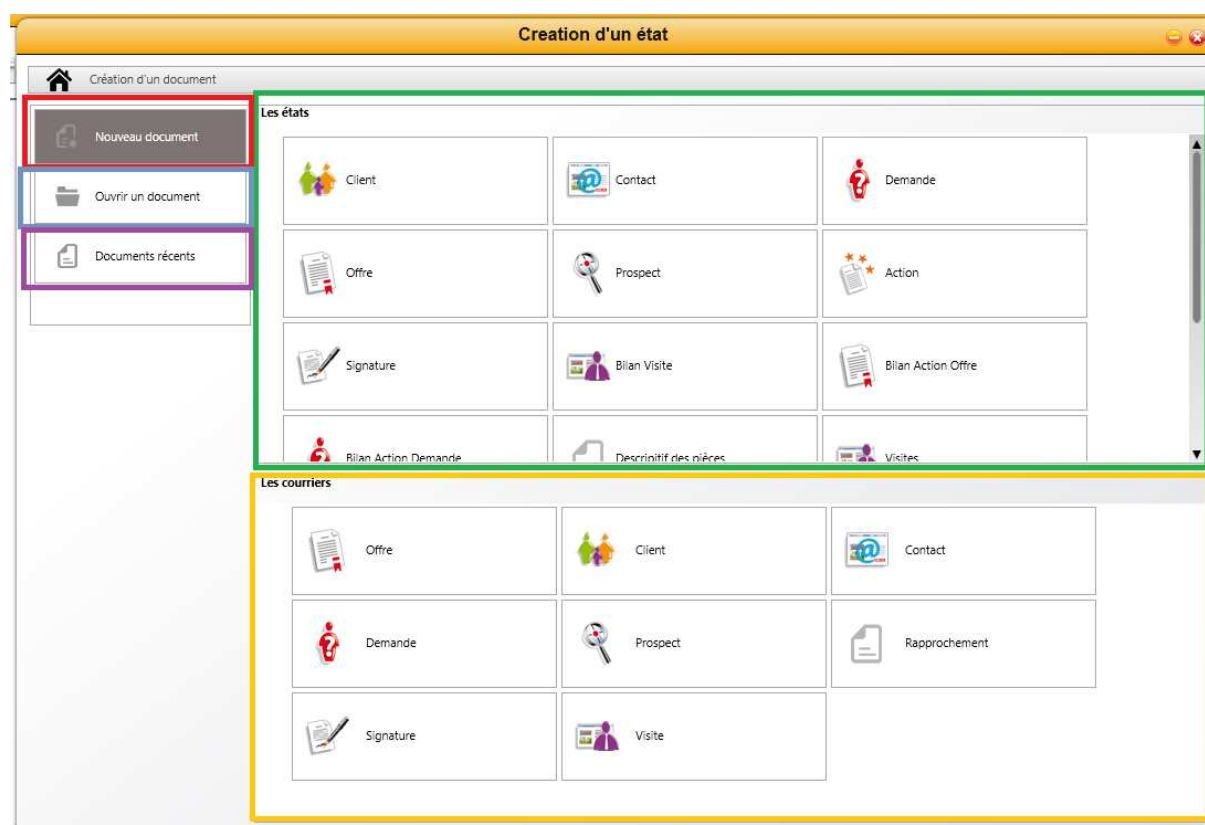 Creation d'un état
Création d'un document
Nouveau document
Ouvrir un document
Documents récents
Les états
Client
Contact
Demande
Offre
Prospect
Action
Signature
Bilan Visite
Bilan Action Offre
Bilan Action Demande
Descriptif des pièces
Visites
Les courriers
Offre
Client
Contact
Demande
Prospect
Rapprochement
Signature
Visite